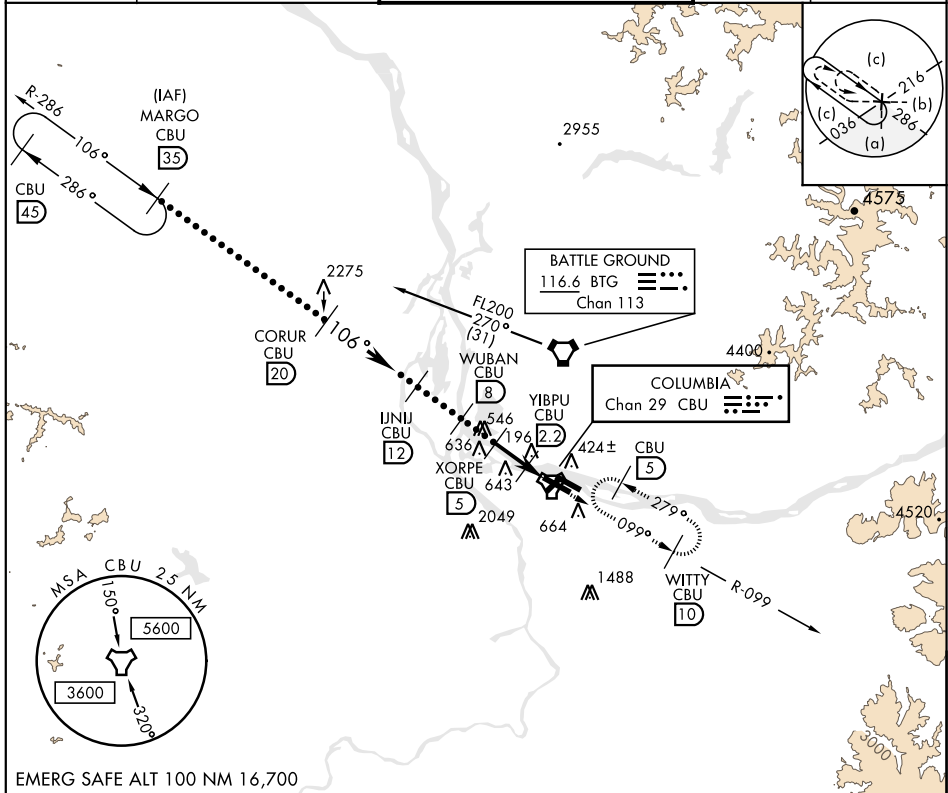 (c)
216
(b)
(c)
036
286
(a)
R-286
(IAF)
MARGO
CBU
35
106°
286°
CBU
45
2955
4575
2275
BATTLE GROUND
116.6 BTG
Chan 113
FL200
270°
(31)
CORUR
CBU
20
106°
4400
WUBAN
CBU
8
COLUMBIA
Chan 29 CBU
IJNIJ
CBU
12
YIBPU
CBU
2.2
546
636
196
424±
CBU
5
XORPE
CBU
5
643
279°
4520
2049
664
099°
1488
WITTY
CBU
10
R-099
MSA CBU 25 NM
150°
5600
3600
320°
3000
EMERG SAFE ALT 100 NM 16,700